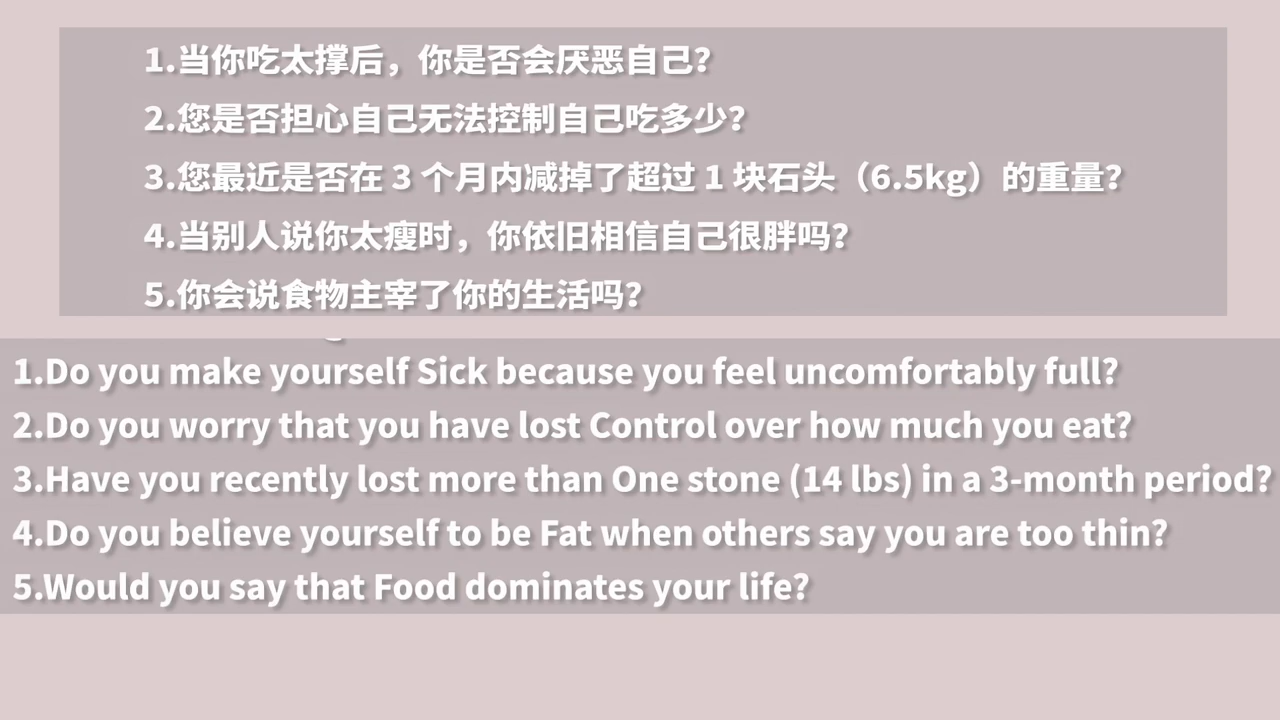 1.当你吃太撑后，你是否会厌恶自己？
2.您是否担心自己无法控制自己吃多少？
3.您最近是否在 3 个月内减掉了超过 1 块石头（6.5kg）的重量？
4.当别人说你太瘦时，你依旧相信自己很胖吗？
5.你会说食物主宰了你的生活吗？
1.Do you make yourself Sick because you feel uncomfortably full?
2.Do you worry that you have lost Control over how much you eat?
3.Have you recently lost more than One stone (14 lbs) in a 3-month period?
4.Do you believe yourself to be Fat when others say you are too thin?
5.Would you say that Food dominates your life?